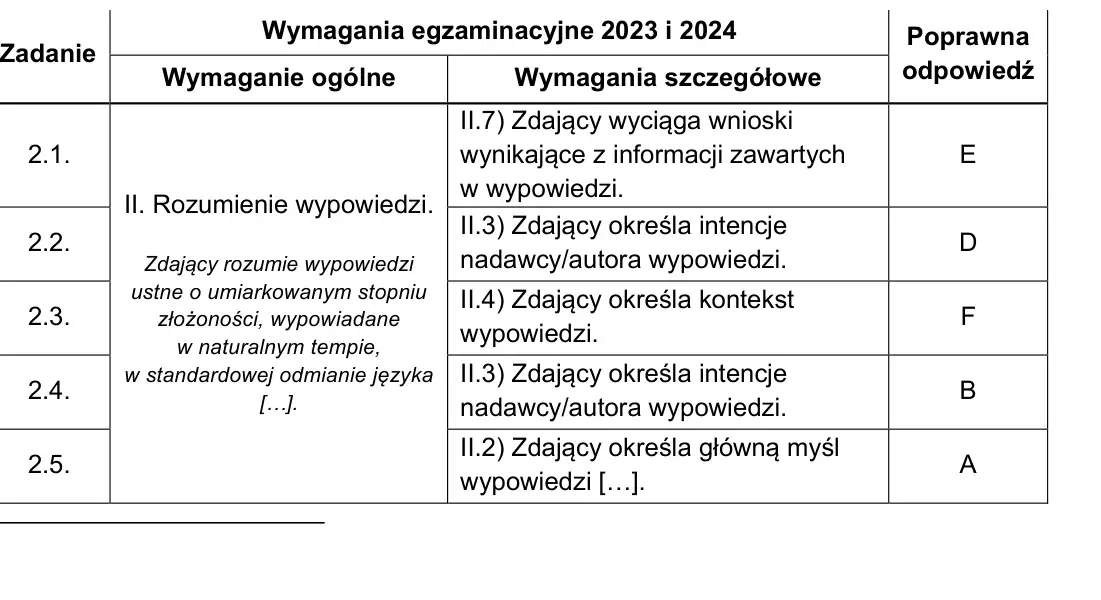 Zadanie
Wymagania egzaminacyjne 2023 i 2024
Poprawna
odpowiedź
Wymaganie ogólne
Wymagania szczegółowe
2.1.
II. Rozumienie wypowiedzi.
Zdający rozumie wypowiedzi
ustne o umiarkowanym stopniu
złożoności, wypowiadane
w naturalnym tempie,
w standardowej odmianie języka
[…].
II.7) Zdający wyciąga wnioski
wynikające z informacji zawartych
w wypowiedzi.
E
2.2.
II.3) Zdający określa intencje
nadawcy/autora wypowiedzi.
D
2.3.
II.4) Zdający określa kontekst
wypowiedzi.
F
2.4.
II.3) Zdający określa intencje
nadawcy/autora wypowiedzi.
B
2.5.
II.2) Zdający określa główną myśl
wypowiedzi […].
A